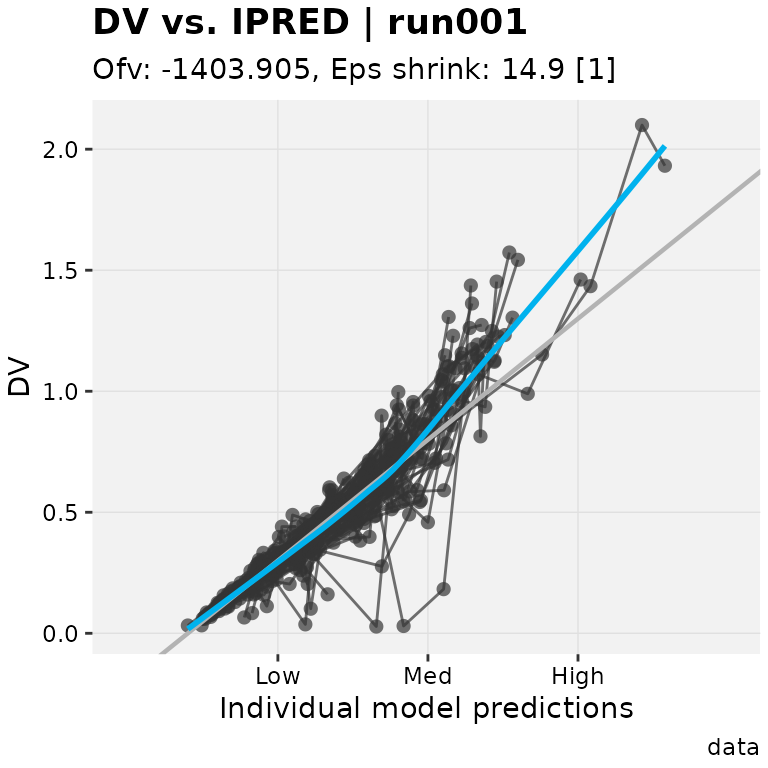 DV vs. IPRED | run001
Ofv: -1403.905, Eps shrink: 14.9 [1]
2.0
1.5
1.0
0.5
0.0
DV
Low Med High
Individual model predictions
data